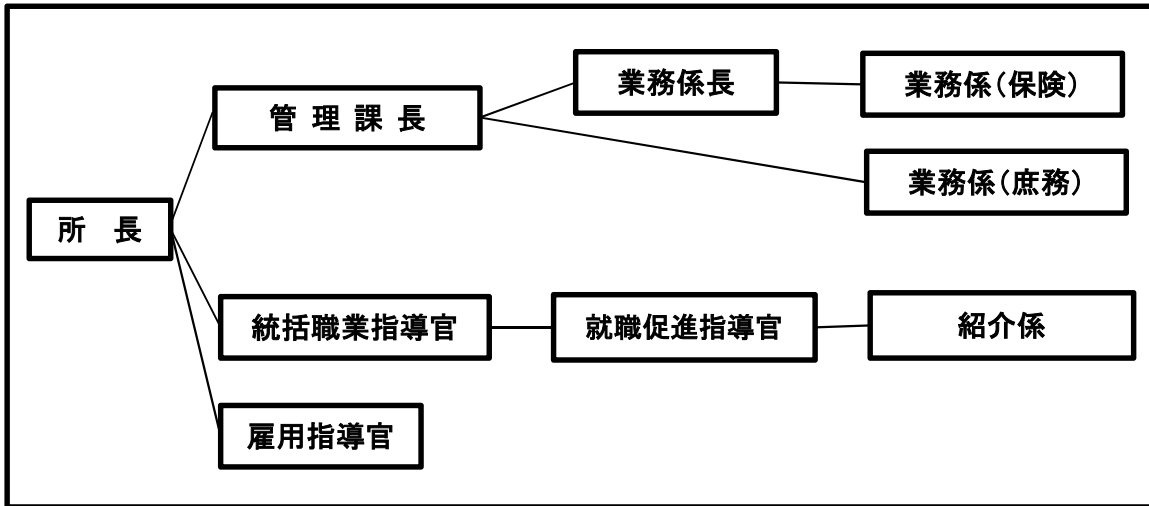 業務係長
業務係（保険）
管 理 課 長
業務係（庶務）
所　長
統括職業指導官
就職促進指導官
紹介係
雇用指導官